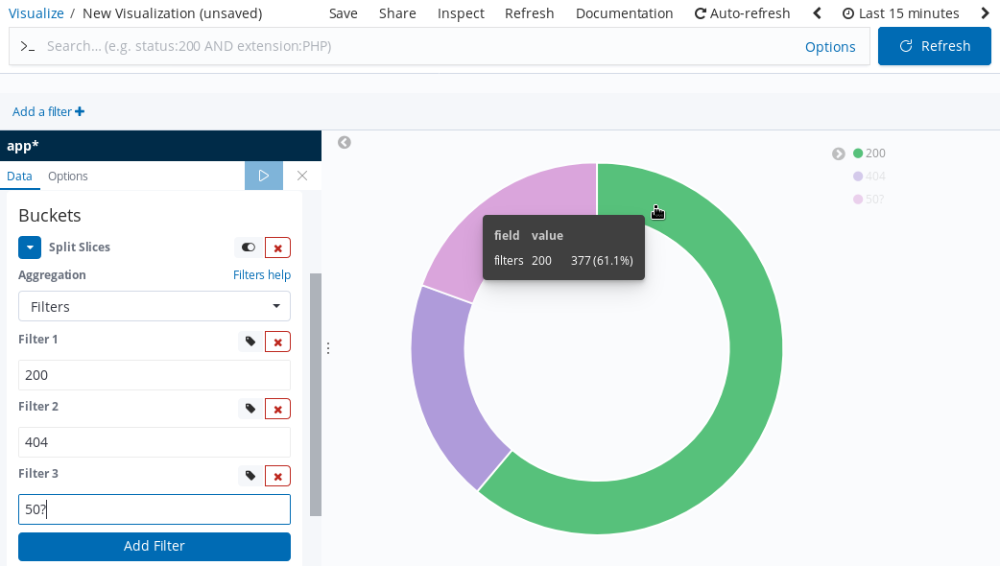 Visualize / New Visualization (unsaved) Save Share Inspect Refresh Documentation Auto-refresh Last 15 minutes
>_ Search... (e.g. status:200 AND extension:PHP) Options Refresh
Add a filter +
app*
Data Options
Buckets
Split Slices
Aggregation Filters help
Filters
Filter 1
200
Filter 2
404
Filter 3
50?
Add Filter
field value
filters 200 377 (61.1%)
200
404
50?